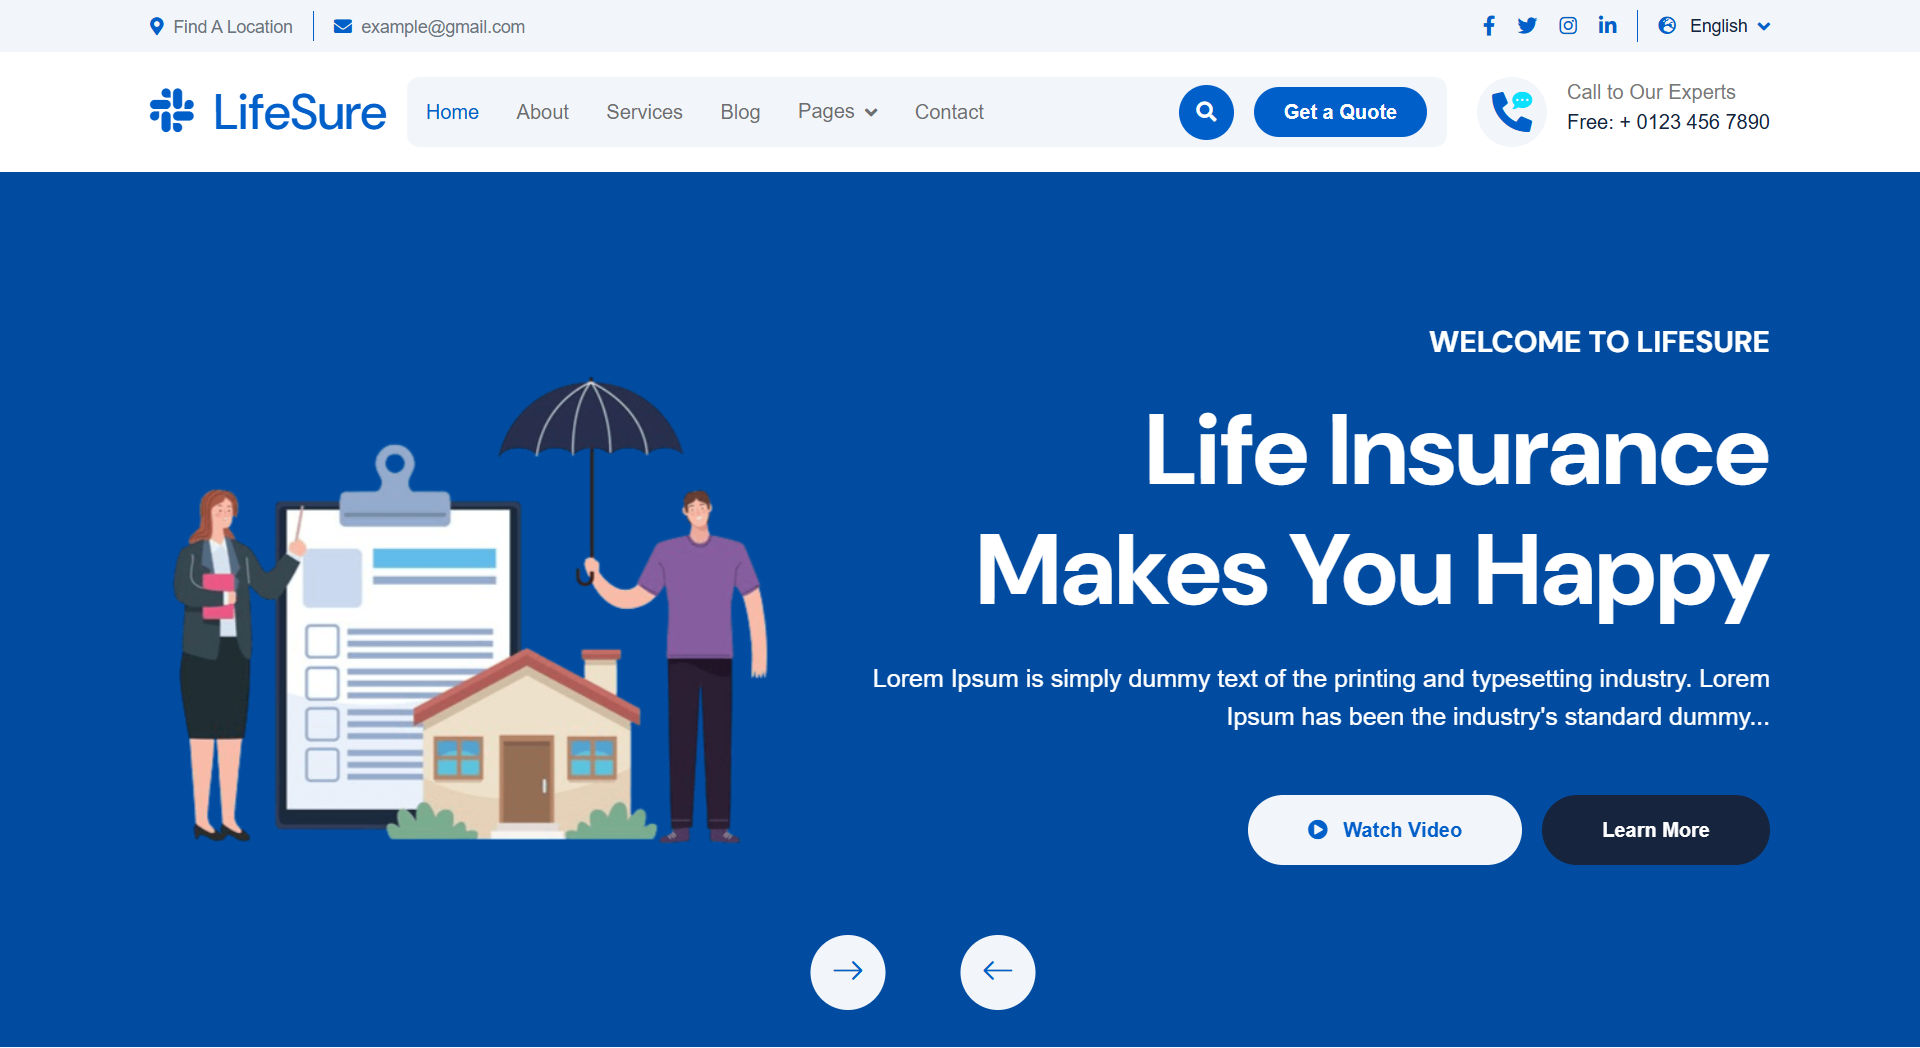 Find A Location
example@gmail.com
English
LifeSure
Home
About
Services
Blog
Pages
Contact
Get a Quote
Call to Our Experts
Free: + 0123 456 7890
WELCOME TO LIFESURE
Life Insurance
Makes You Happy
Lorem Ipsum is simply dummy text of the printing and typesetting industry. Lorem
Ipsum has been the industry's standard dummy...
Watch Video
Learn More